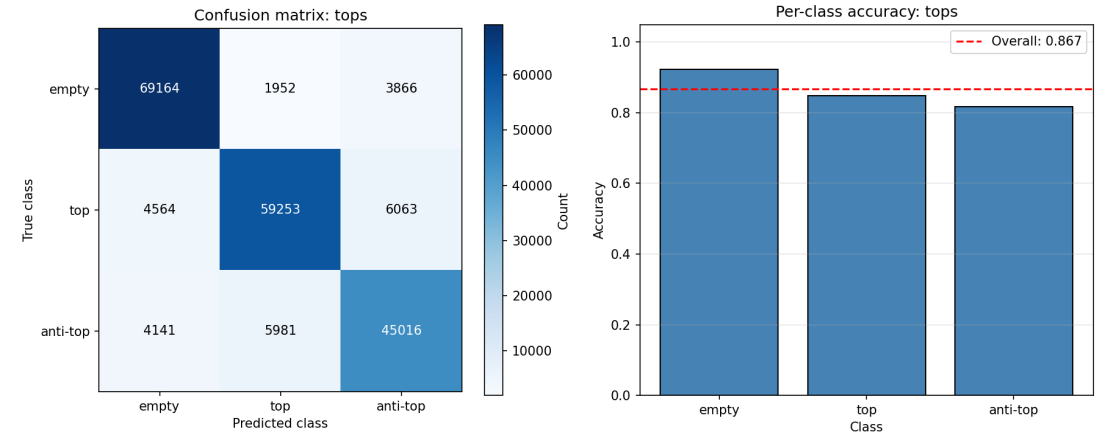 Confusion matrix: tops
empty
top
anti-top
True class
69164 1952 3866
4564 59253 6063
4141 5981 45016
empty top anti-top
Predicted class
60000
50000
40000
30000
20000
10000
Count
Per-class accuracy: tops
Overall: 0.867
1.0
0.8
0.6
0.4
0.2
0.0
Accuracy
empty top anti-top
Class